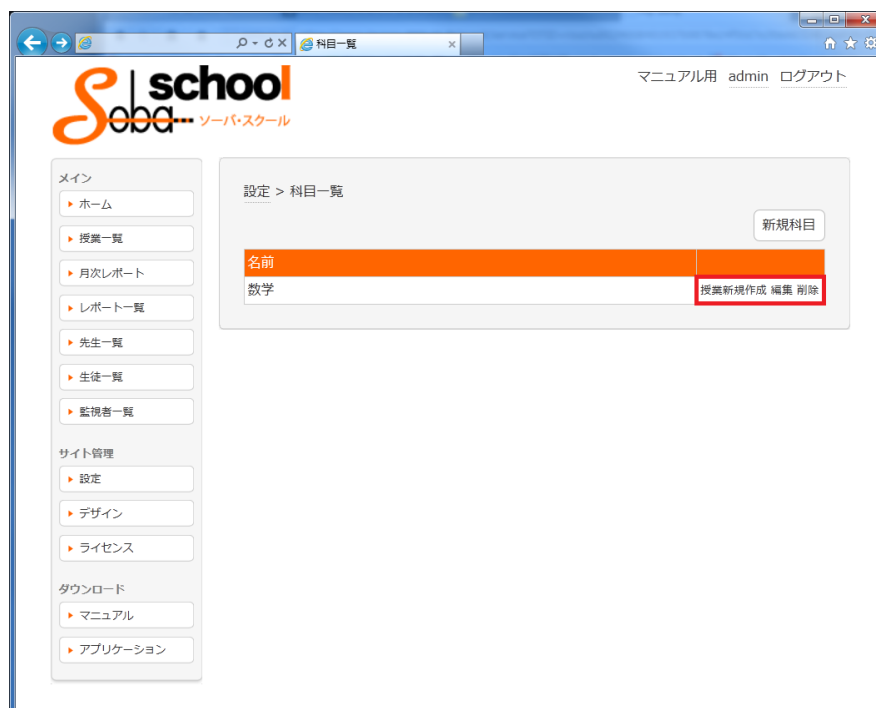 科目一覧
school
Soba
ソーバ・スクール
マニュアル用 admin ログアウト
メイン
ホーム
授業一覧
月次レポート
レポート一覧
先生一覧
生徒一覧
監視者一覧
サイト管理
設定
デザイン
ライセンス
ダウンロード
マニュアル
アプリケーション
設定 > 科目一覧
新規科目
名前
数学 授業新規作成 編集 削除